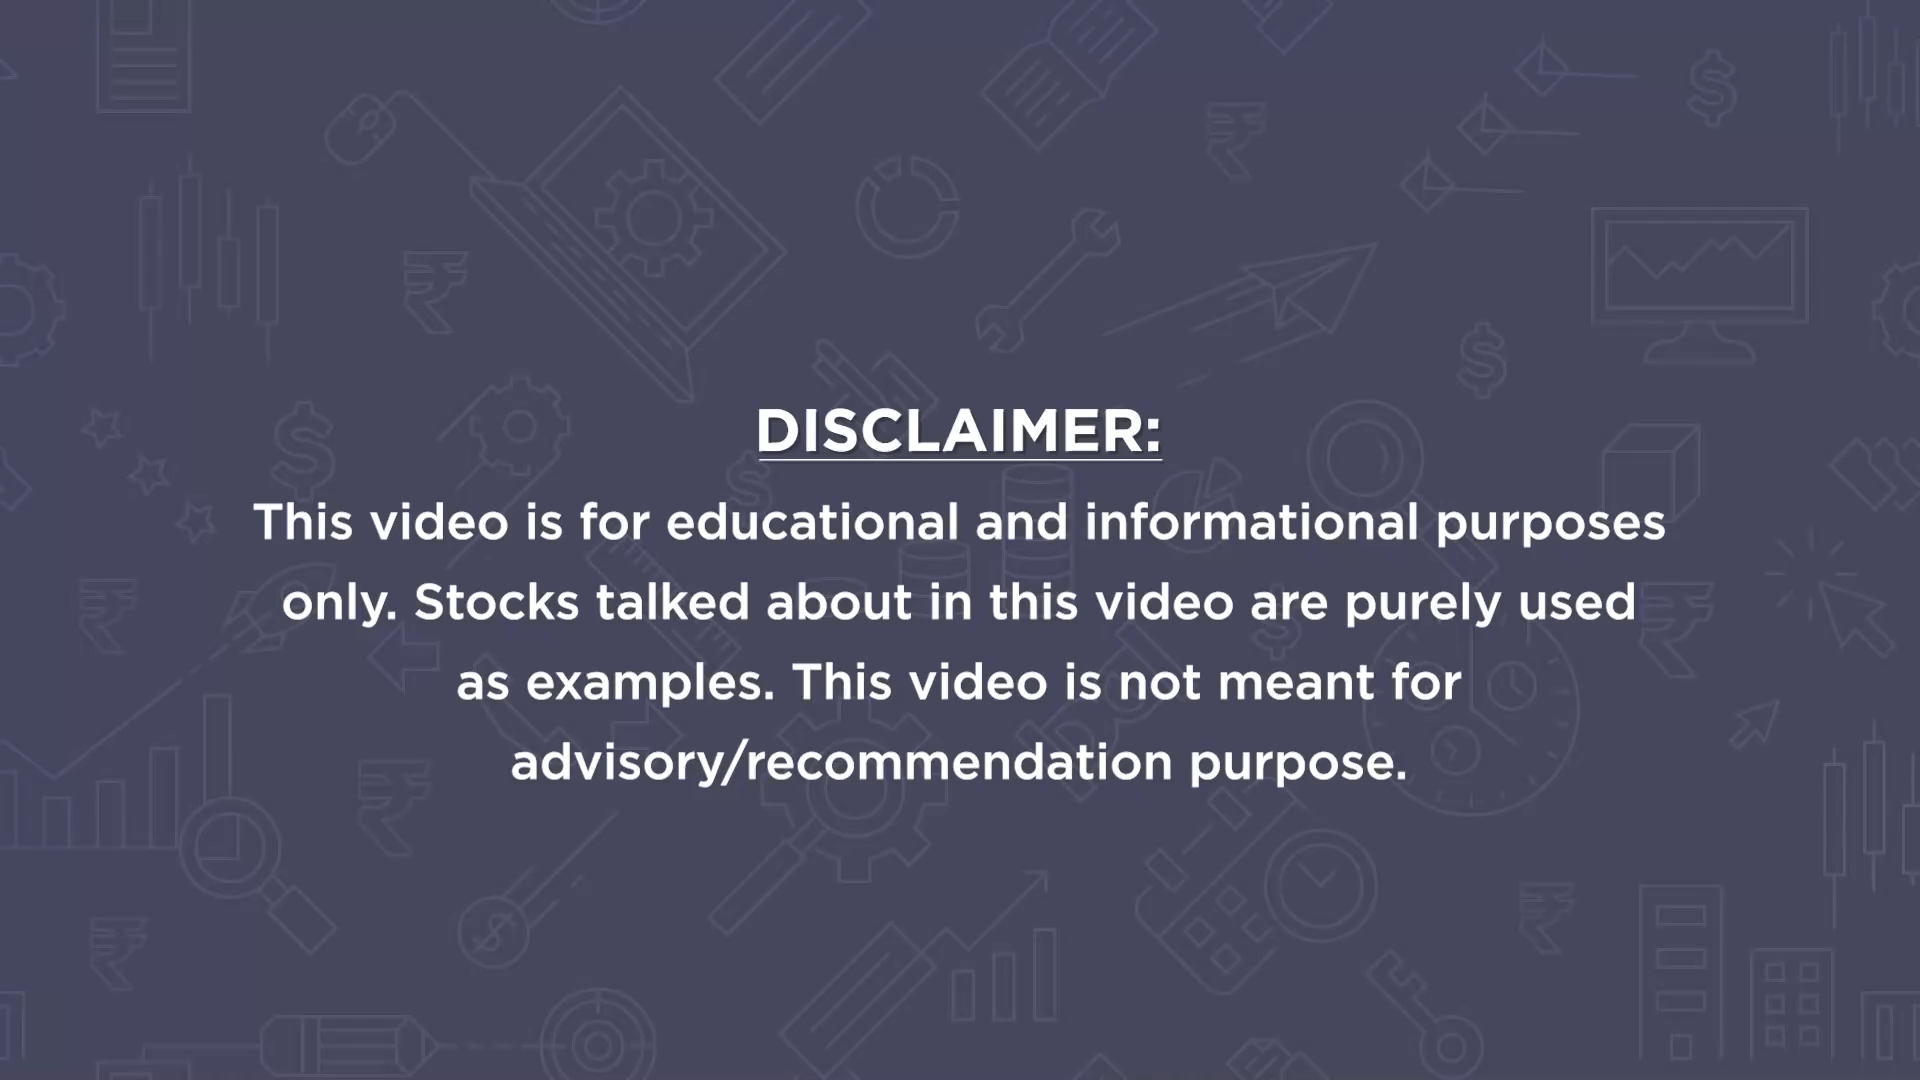 DISCLAIMER:
This video is for educational and informational purposes
only. Stocks talked about in this video are purely used
as examples. This video is not meant for
advisory/recommendation purpose.